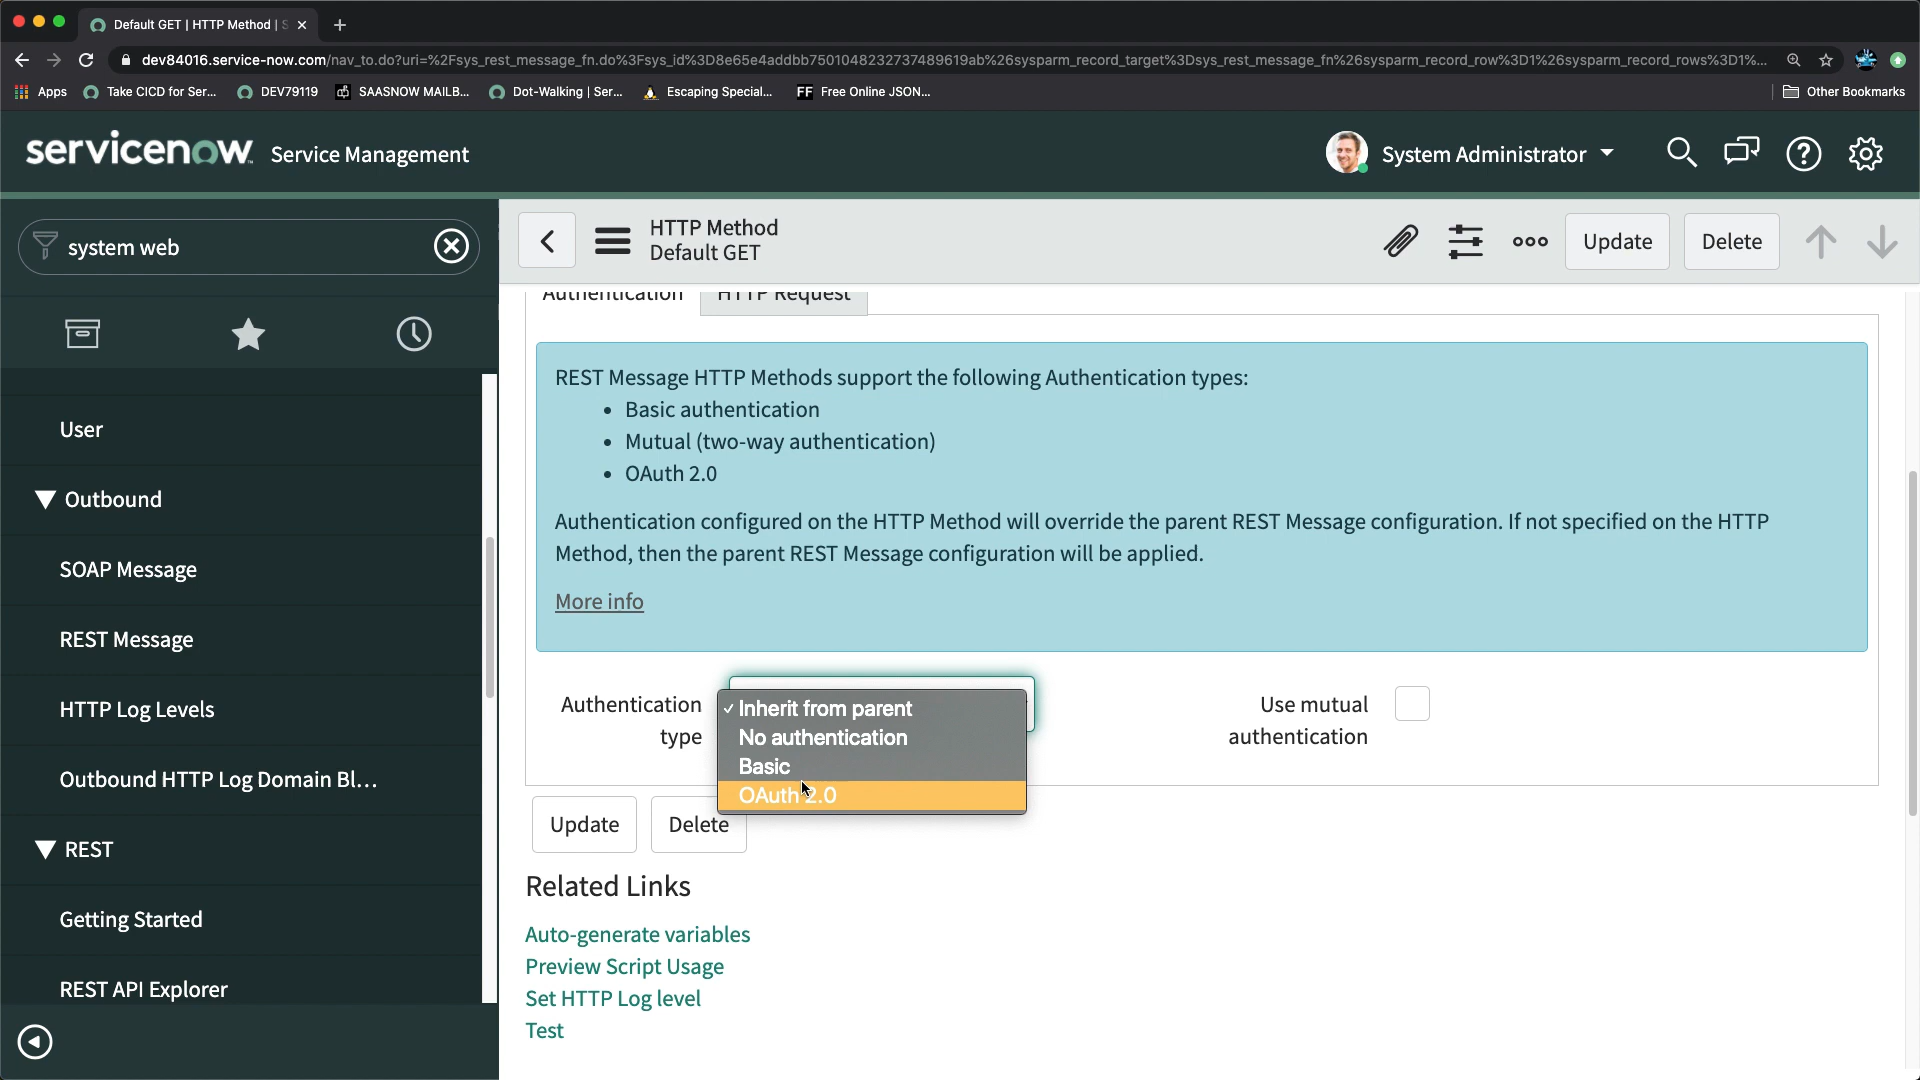 Default GET | HTTP Method | S
dev84016.service-now.com/nav_to.do?uri=%2Fsys_rest_message_fn.do%3Fsys_id%3D8e65e4addbb7501048232737489619ab%26sysparm_record_target%3Dsys_rest_message_fn%26sysparm_record_row%3D1%26sysparm_record_rows%3D1%...
Apps
Take CICD for Ser...
DEV79119
SAASNOW MAILB...
Dot-Walking | Ser...
Escaping Special...
FF Free Online JSON...
Other Bookmarks
servicenow Service Management
System Administrator
system web
HTTP Method
Default GET
Update
Delete
Authentication
HTTP Request
User
Outbound
SOAP Message
REST Message
HTTP Log Levels
Outbound HTTP Log Domain Bl...
REST
Getting Started
REST API Explorer
REST Message HTTP Methods support the following Authentication types:
• Basic authentication
• Mutual (two-way authentication)
• OAuth 2.0
Authentication configured on the HTTP Method will override the parent REST Message configuration. If not specified on the HTTP
Method, then the parent REST Message configuration will be applied.
More info
Authentication
type
✓ Inherit from parent
No authentication
Basic
OAuth 2.0
Use mutual
authentication
Update
Delete
Related Links
Auto-generate variables
Preview Script Usage
Set HTTP Log level
Test